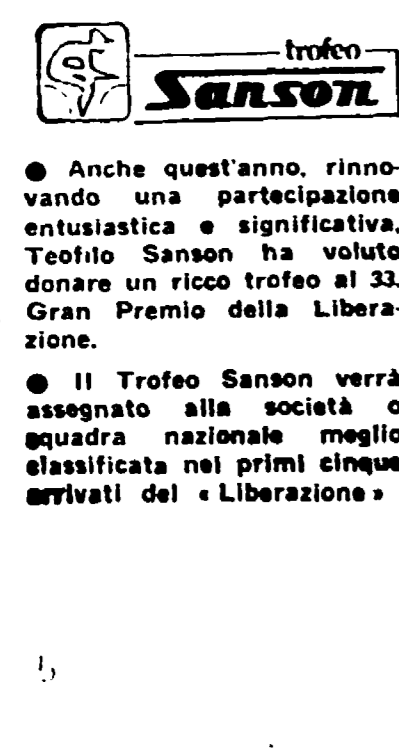 trofeo
Sanson
● Anche quest'anno, rinno-
vando una partecipazione
entusiastica e significativa,
Teofilo Sanson ha voluto
donare un ricco trofeo al 33.
Gran Premio della Libera-
zione.
● Il Trofeo Sanson verrà
assegnato alla società o
squadra nazionale meglio
classificata nei primi cinque
arrivati del « Liberazione »